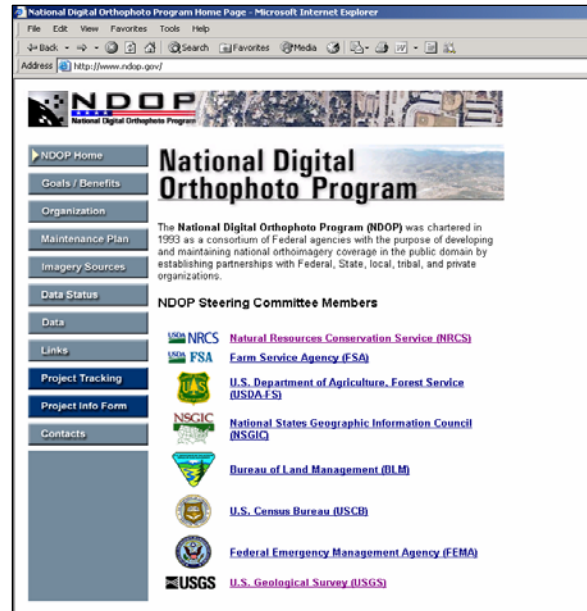 National Digital Orthophoto Program Home Page - Microsoft Internet Explorer
File Edit View Favorites Tools Help
Back Search Favorites Media
Address http://www.ndop.gov/
NDOP
National Digital Orthophoto Program
NDOP Home
Goals / Benefits
Organization
Maintenance Plan
Imagery Sources
Data Status
Data
Links
Project Tracking
Project Info Form
Contacts
National Digital
Orthophoto Program
The National Digital Orthophoto Program (NDOP) was chartered in
1993 as a consortium of Federal agencies with the purpose of developing
and maintaining national orthoimagery coverage in the public domain by
establishing partnerships with Federal, State, local, tribal, and private
organizations.
NDOP Steering Committee Members
USDA NRCS Natural Resources Conservation Service (NRCS)
USDA FSA Farm Service Agency (FSA)
UAS U.S. Department of Agriculture, Forest Service
(USDA-FS)
NSGIC National States Geographic Information Council
(NSGIC)
Bureau of Land Management (BLM)
U.S. Census Bureau (USCB)
Federal Emergency Management Agency (FEMA)
USGS U.S. Geological Survey (USGS)